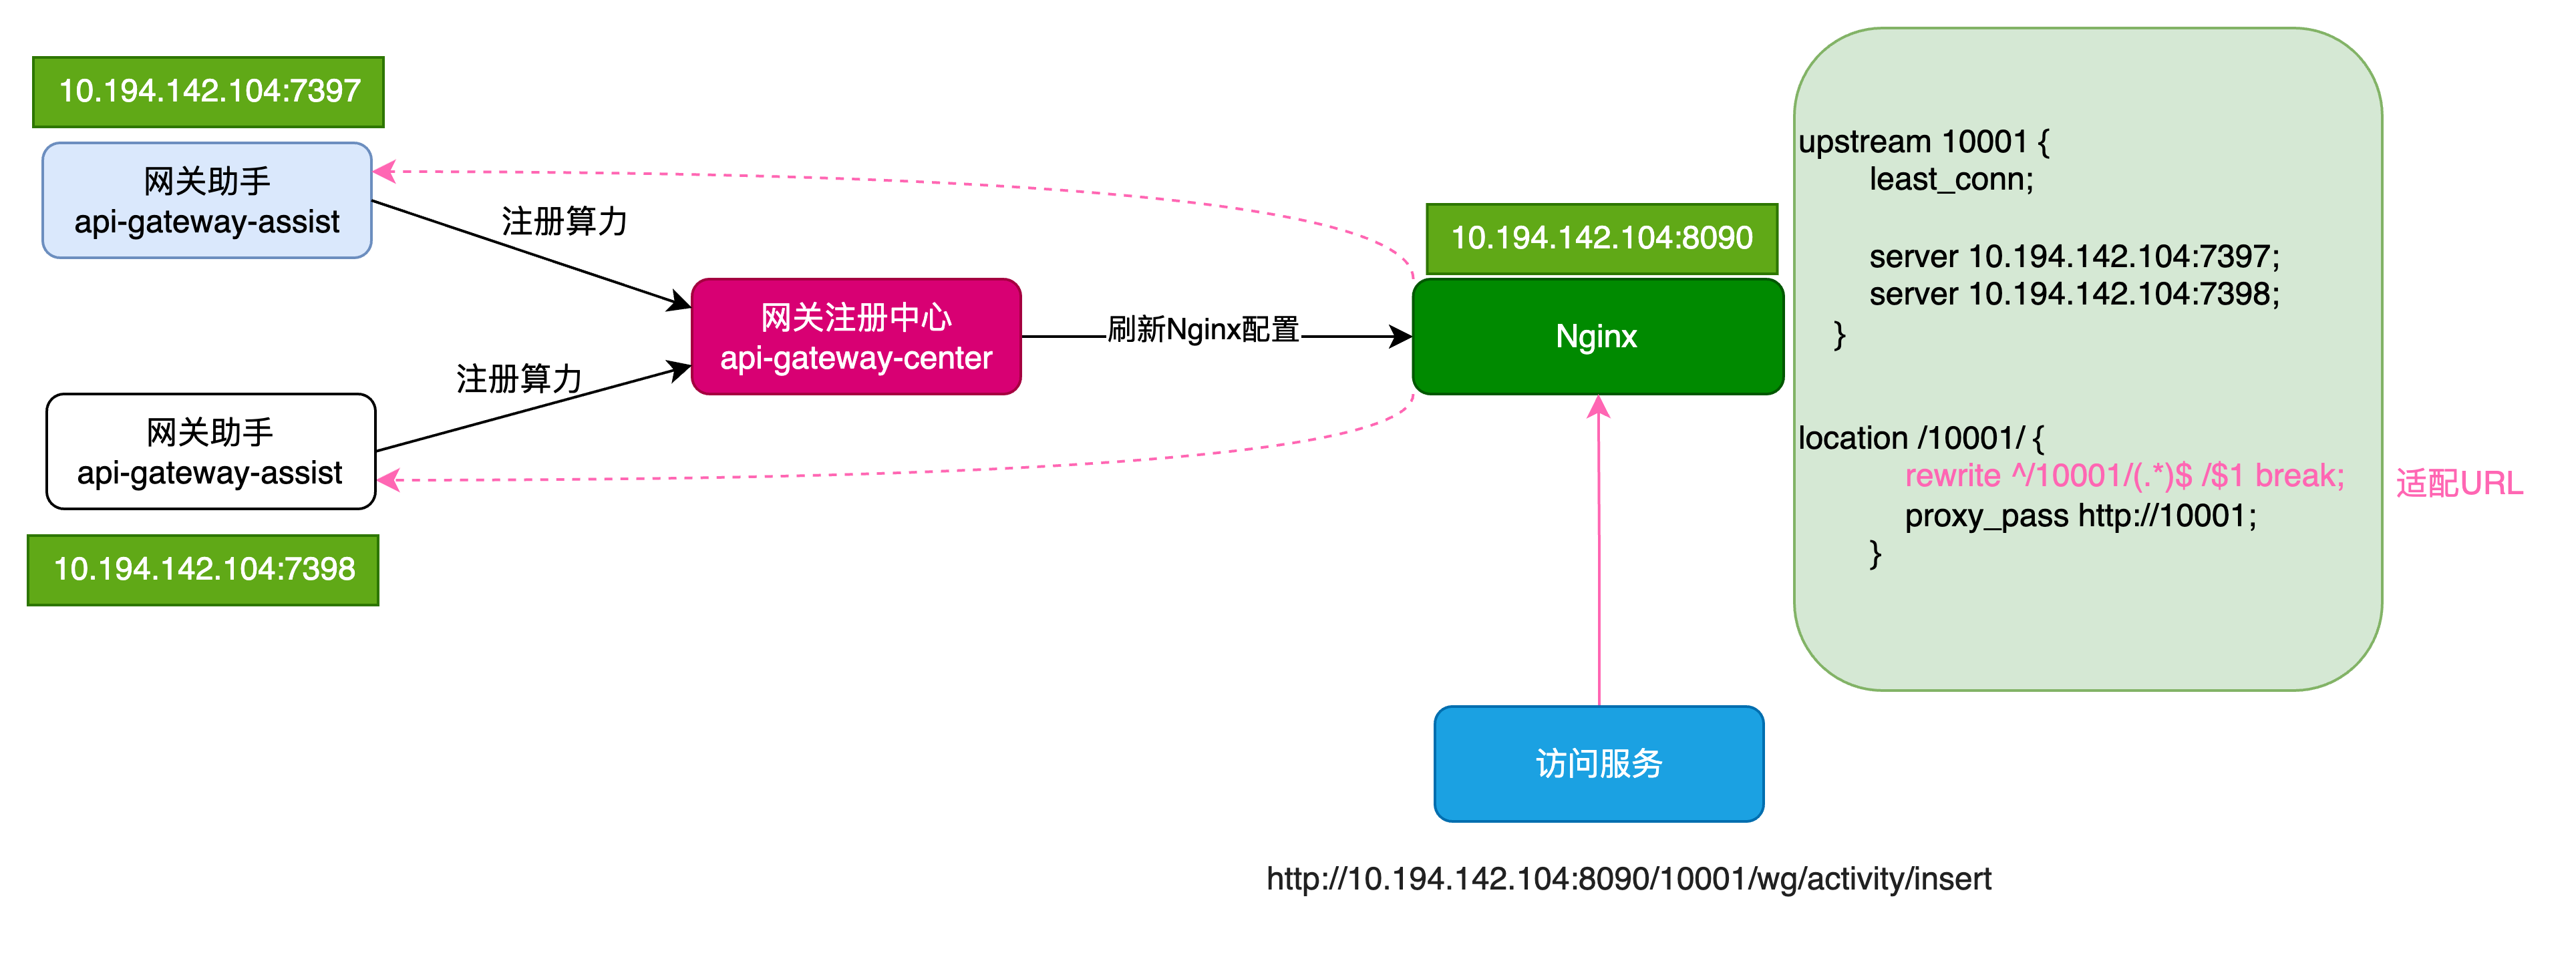 10.194.142.104:7397
网关助手
api-gateway-assist
注册算力
网关助手
api-gateway-assist
10.194.142.104:7398
注册算力
网关注册中心
api-gateway-center
刷新Nginx配置
10.194.142.104:8090
Nginx
upstream 10001 {
least_conn;
server 10.194.142.104:7397;
server 10.194.142.104:7398;
}
location /10001/ {
rewrite ^/10001/(.*)$ /$1 break;
proxy_pass http://10001;
}
适配URL
访问服务
http://10.194.142.104:8090/10001/wg/activity/insert